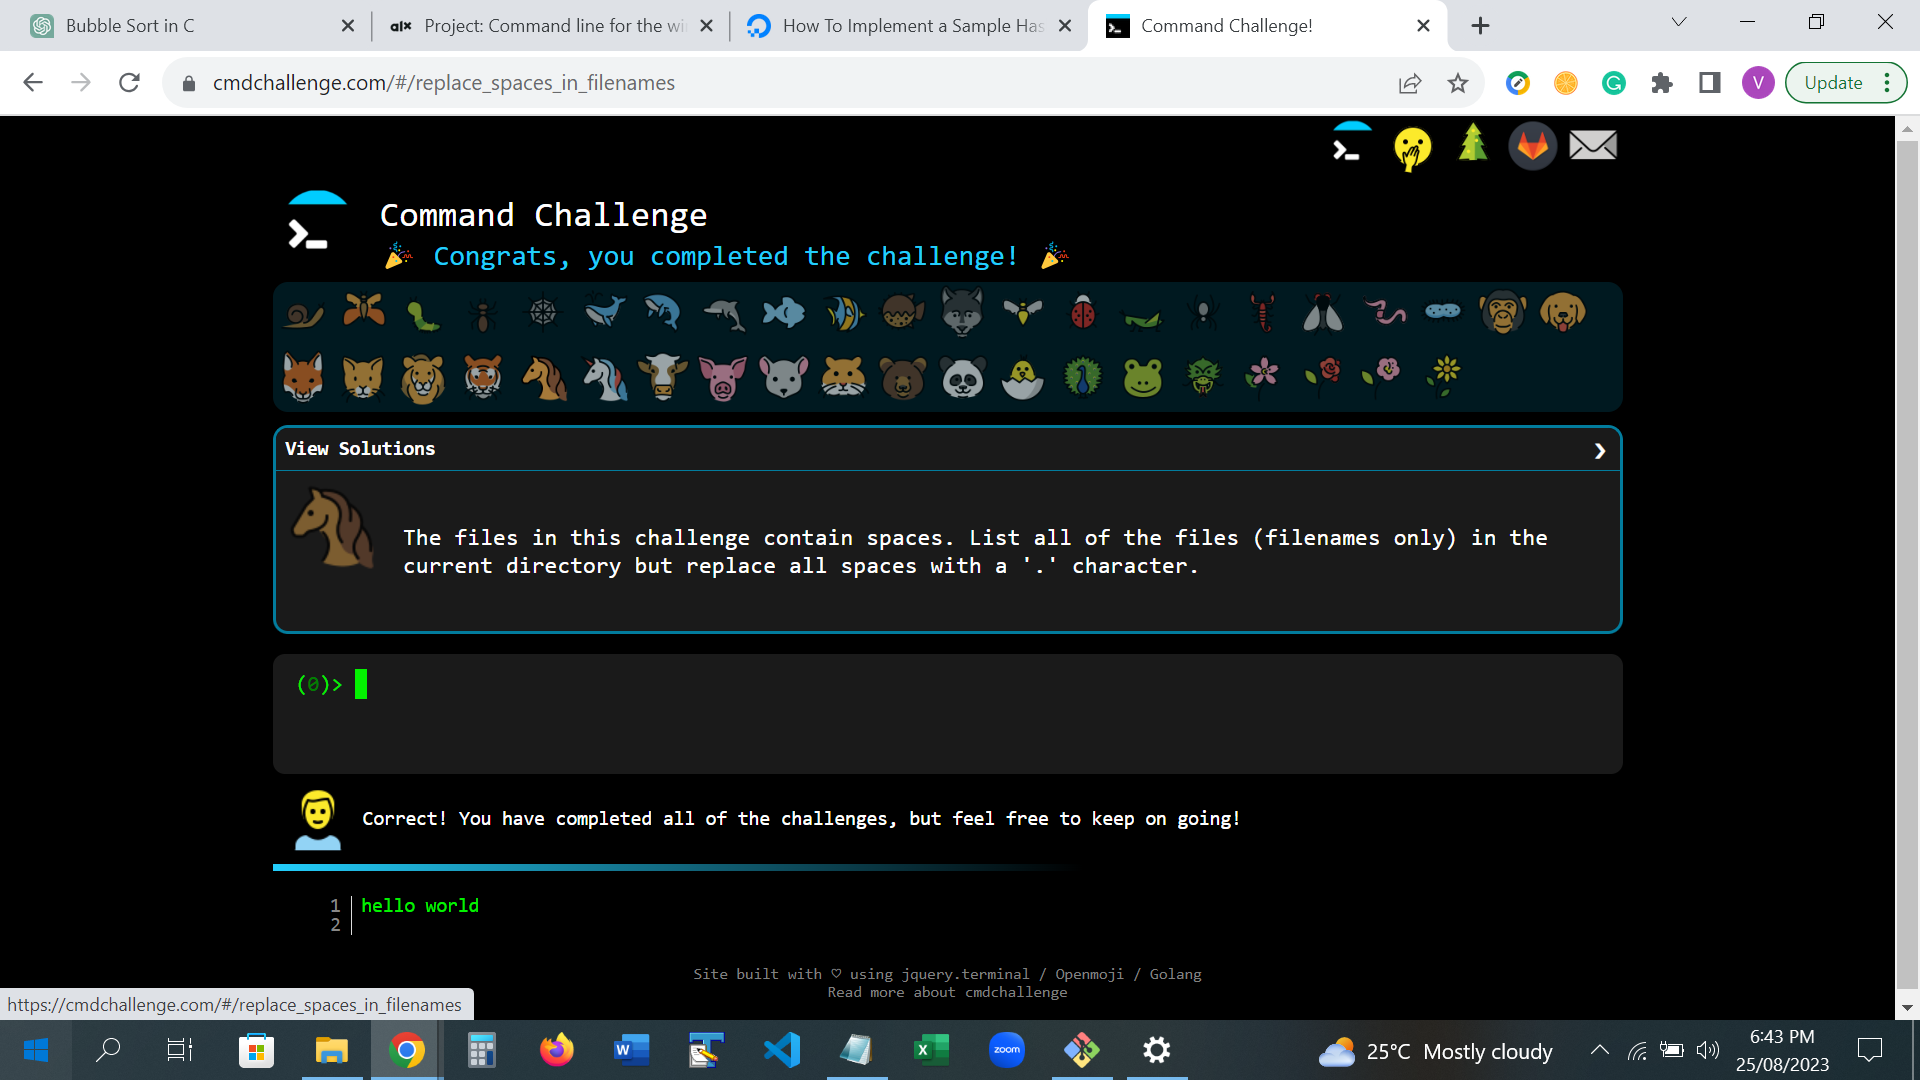 Bubble Sort in C
alx Project: Command line for the wi
How To Implement a Sample Has
Command Challenge!
cmdchallenge.com/#/replace_spaces_in_filenames
V
Update
Command Challenge
Congrats, you completed the challenge!
View Solutions
The files in this challenge contain spaces. List all of the files (filenames only) in the
current directory but replace all spaces with a '.' character.
(0)>
Correct! You have completed all of the challenges, but feel free to keep on going!
1 hello world
2
Site built with ♡ using jquery.terminal / Openmoji / Golang
Read more about cmdchallenge
https://cmdchallenge.com/#/replace_spaces_in_filenames
zoom
25°C Mostly cloudy
6:43 PM
25/08/2023